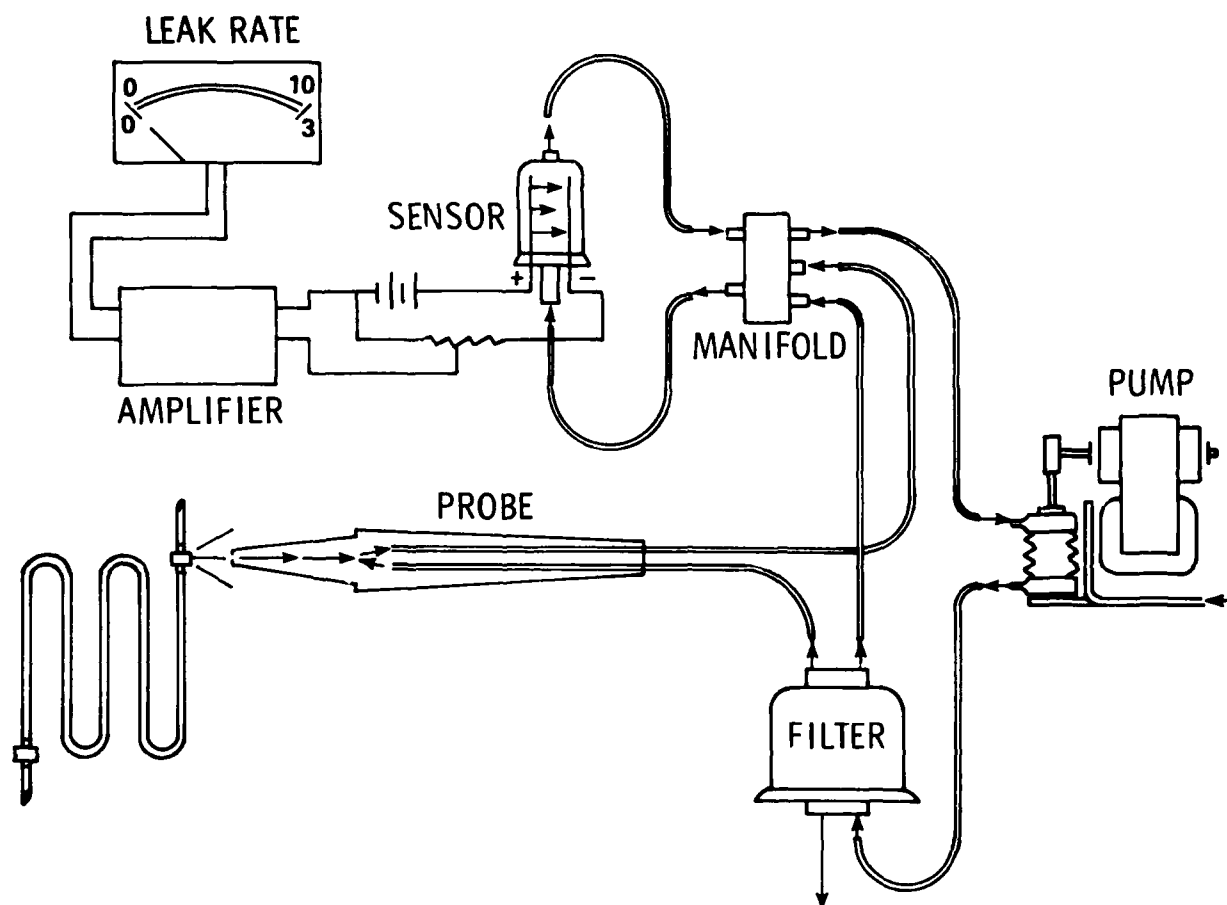 LEAK RATE
0 10
0 3
SENSOR
+ −
MANIFOLD
AMPLIFIER
PUMP
PROBE
FILTER